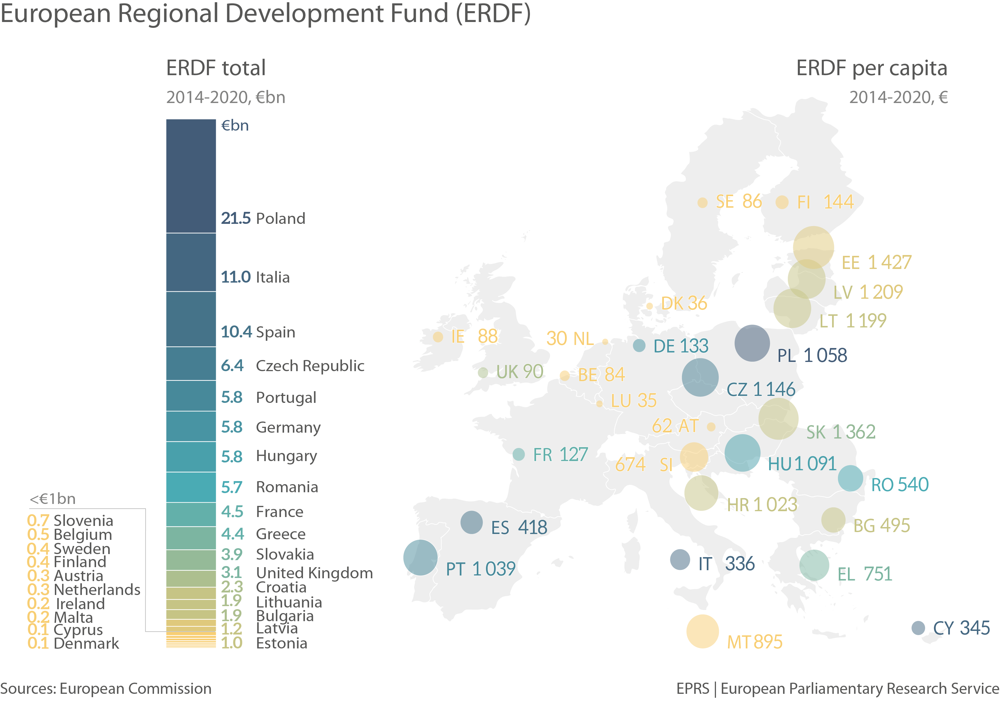 European Regional Development Fund (ERDF)
ERDF total
2014-2020, €bn
€bn
21.5 Poland
11.0 Italia
10.4 Spain
6.4 Czech Republic
5.8 Portugal
5.8 Germany
5.8 Hungary
5.7 Romania
4.5 France
4.4 Greece
3.9 Slovakia
3.1 United Kingdom
2.3 Croatia
1.9 Lithuania
1.9 Bulgaria
1.2 Latvia
1.0 Estonia
<€1bn
0.7 Slovenia
0.5 Belgium
0.4 Sweden
0.4 Finland
0.3 Austria
0.3 Netherlands
0.2 Ireland
0.2 Malta
0.1 Cyprus
0.1 Denmark
ERDF per capita
2014-2020, €
SE 86
FI 144
EE 1 427
LV 1 209
DK 36
LT 1 199
IE 88
30 NL
DE 133
PL 1 058
UK 90
BE 84
CZ 1 146
LU 35
62 AT
SK 1 362
FR 127
674 SI
HU 1 091
RO 540
HR 1 023
ES 418
BG 495
PT 1 039
IT 336
EL 751
MT 895
CY 345
Sources: European Commission
EPRS | European Parliamentary Research Service